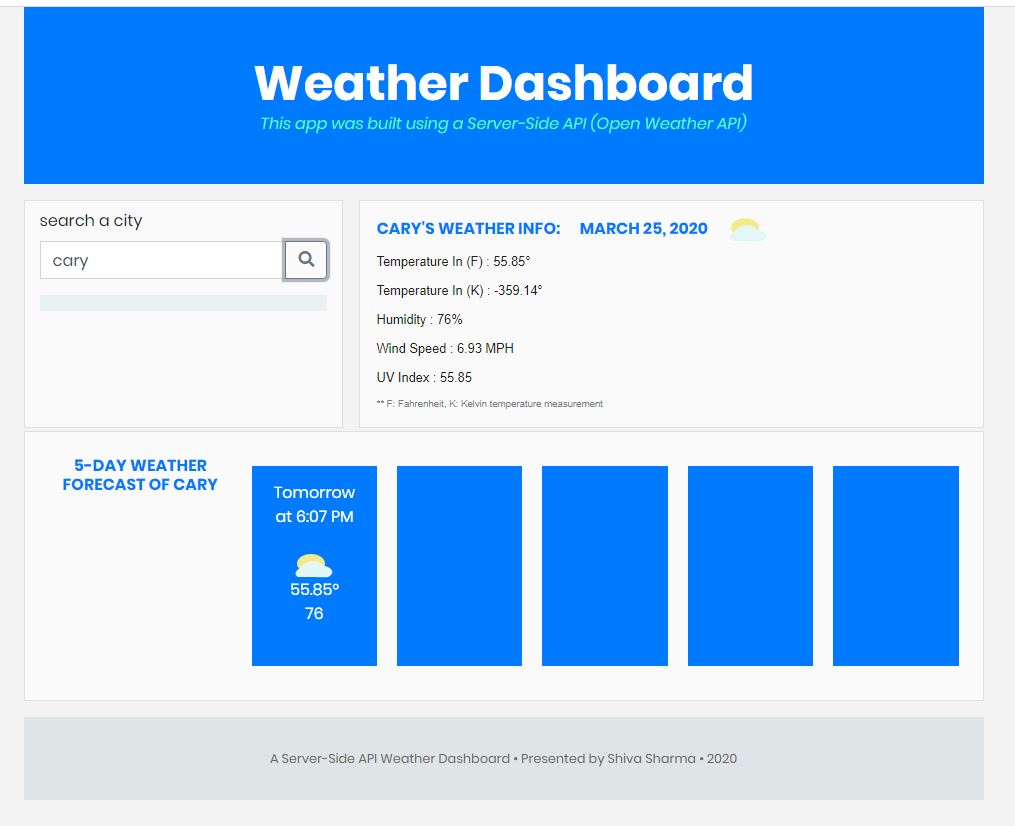 Weather Dashboard
This app was built using a Server-Side API (Open Weather API)
search a city
cary
CARY'S WEATHER INFO: MARCH 25, 2020
Temperature In (F) : 55.85°
Temperature In (K) : -359.14°
Humidity : 76%
Wind Speed : 6.93 MPH
UV Index : 55.85
** F: Fahrenheit, K: Kelvin temperature measurement
5-DAY WEATHER
FORECAST OF CARY
Tomorrow
at 6:07 PM
55.85°
76
A Server-Side API Weather Dashboard • Presented by Shiva Sharma • 2020